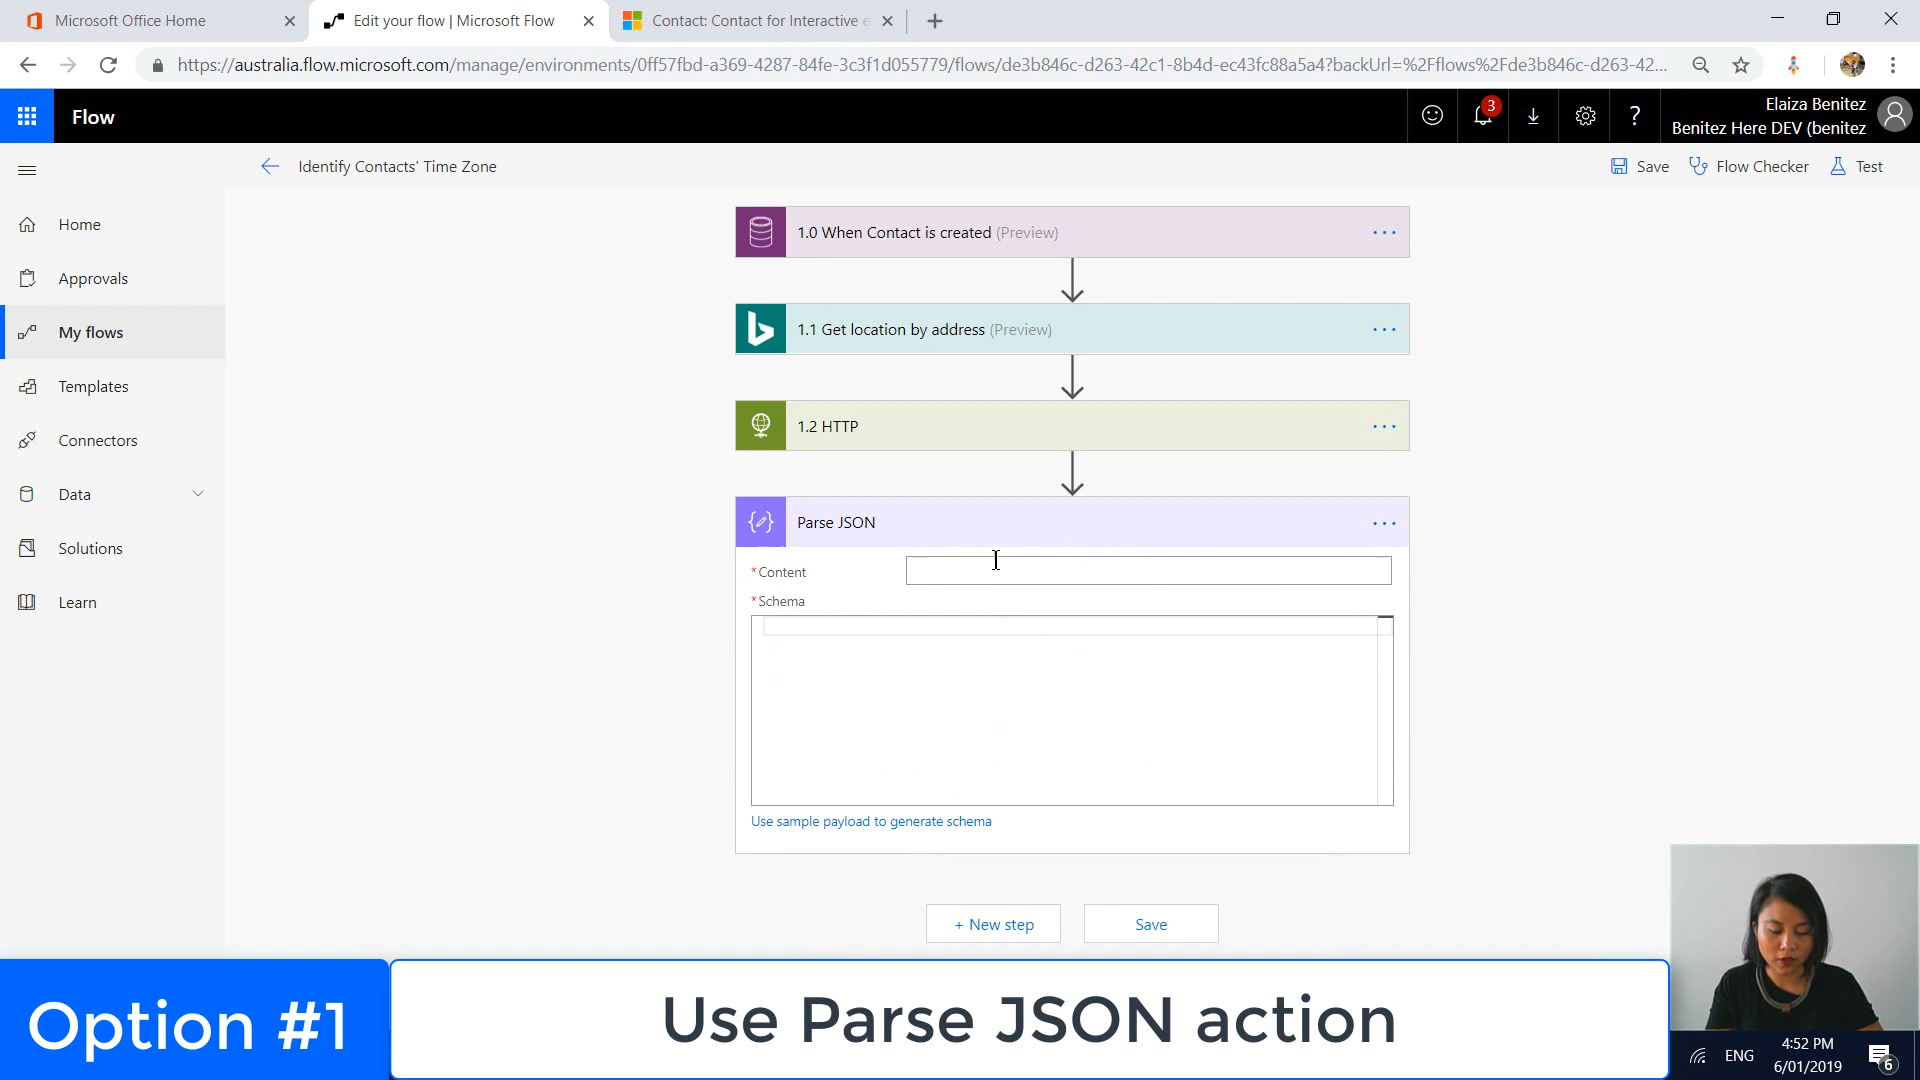 Microsoft Office Home
Edit your flow | Microsoft Flow
Contact: Contact for Interactive e
https://australia.flow.microsoft.com/manage/environments/0ff57fbd-a369-4287-84fe-3c3f1d055779/flows/de3b846c-d263-42c1-8b4d-ec43fc88a5a4?backUrl=%2Fflows%2Fde3b846c-d263-42...
Flow
3
?
Elaiza Benitez
Benitez Here DEV (benitez
Identify Contacts' Time Zone
Save
Flow Checker
Test
Home
Approvals
My flows
Templates
Connectors
Data
Solutions
Learn
1.0 When Contact is created (Preview)
1.1 Get location by address (Preview)
1.2 HTTP
Parse JSON
*Content
*Schema
Use sample payload to generate schema
+ New step
Save
Option #1
Use Parse JSON action
ENG
4:52 PM
6/01/2019
6